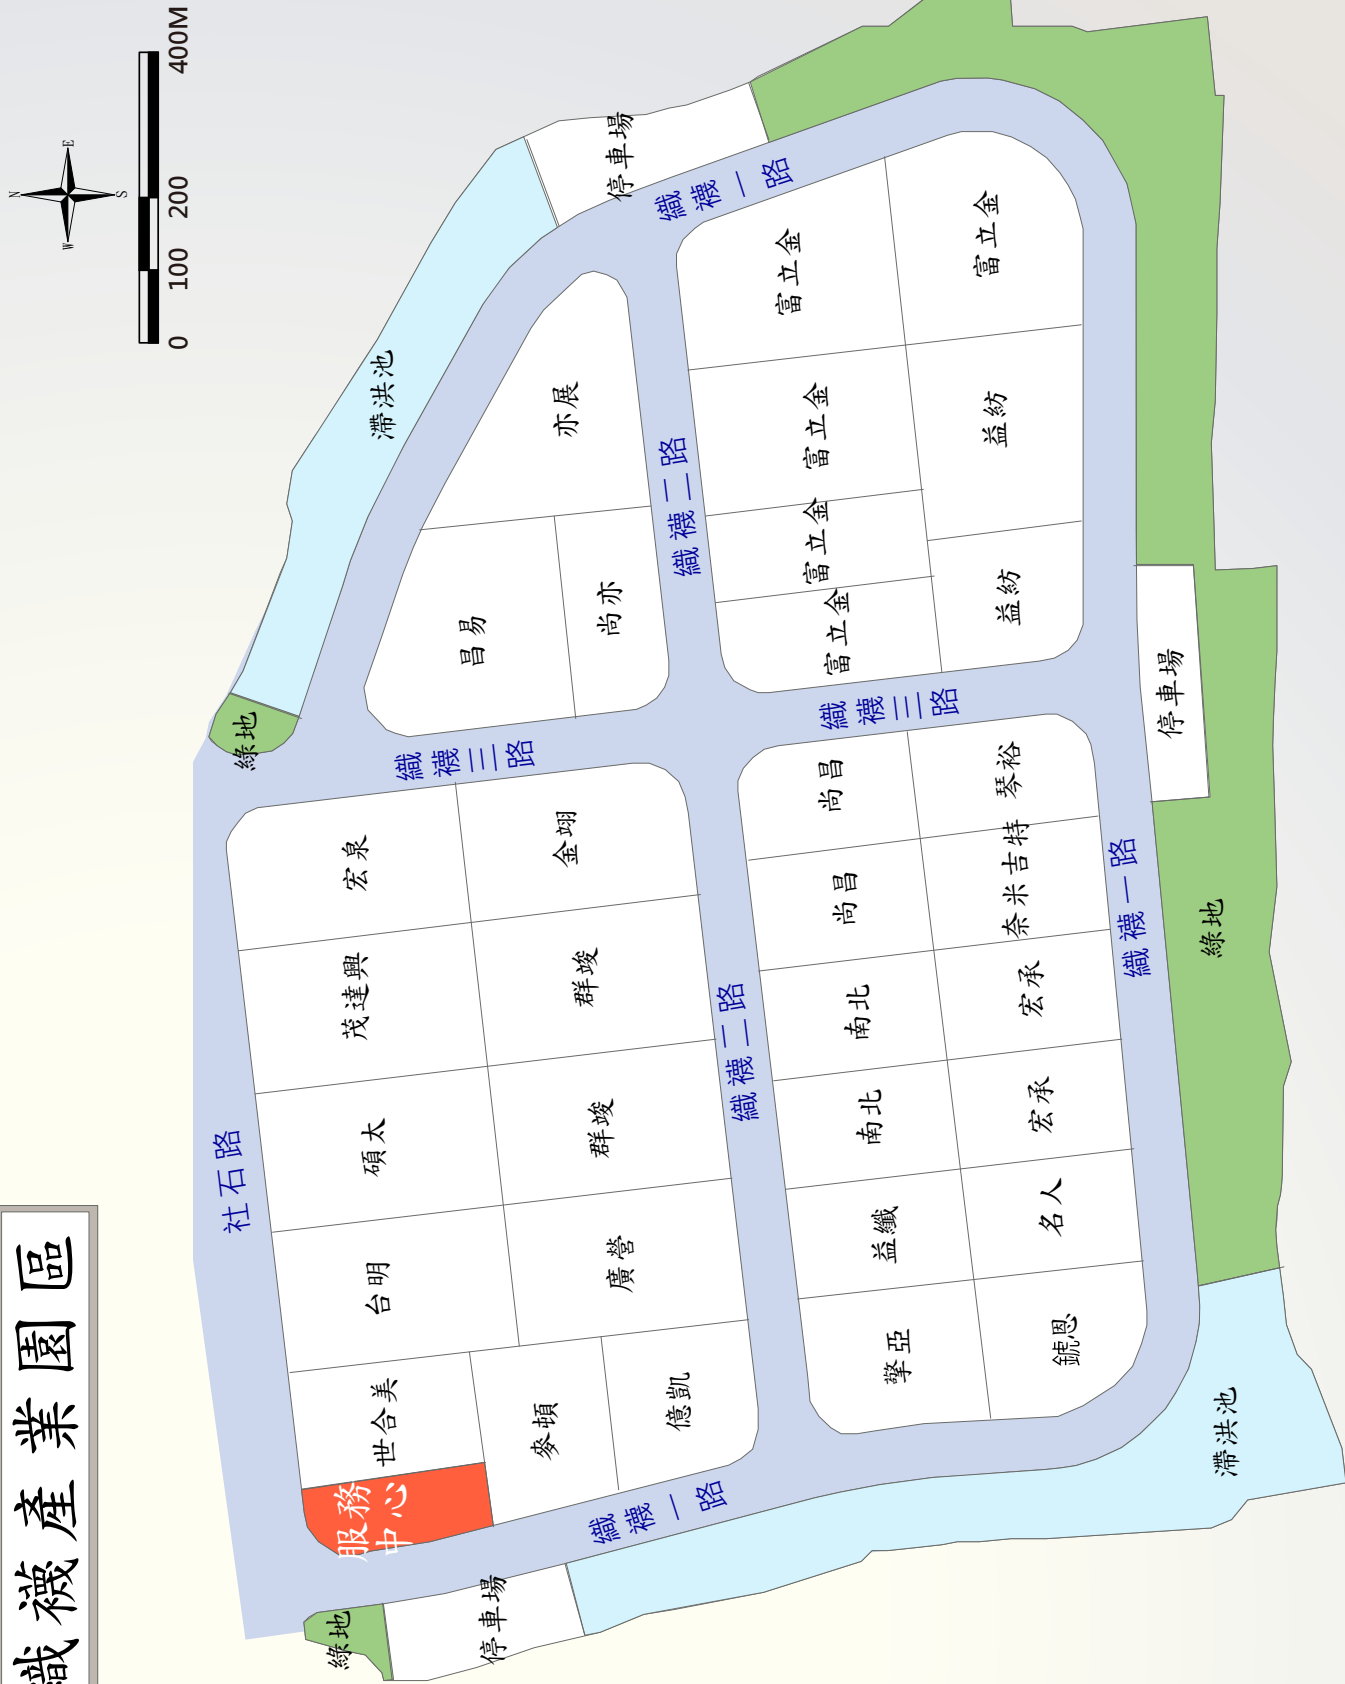 織襪產業園區
N
E
S
W
0 100 200 400M
社石路
綠地
滯洪池
停車場
織襪一路
服務
中心
世合美
台明
碩太
茂達興
宏泉
織襪三路
昌易
亦展
尚亦
麥頓
億凱
廣營
群竣
群竣
金翊
織襪二路
織襪二路
織襪一路
停車場
綠地
織襪一路
擎亞
益纖
南北
南北
尚昌
尚昌
織襪三路
富立金
富立金
富立金
富立金
鎞恩
名人
宏承
宏承
奈米吉特
琴裕
益紡
益紡
富立金
織襪一路
停車場
綠地
滯洪池